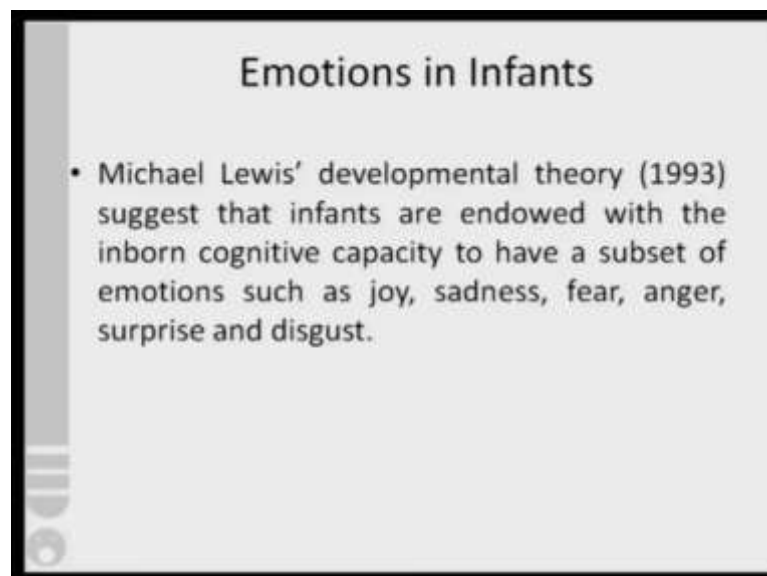 Emotions in Infants
• Michael Lewis’ developmental theory (1993)
suggest that infants are endowed with the
inborn cognitive capacity to have a subset of
emotions such as joy, sadness, fear, anger,
surprise and disgust.